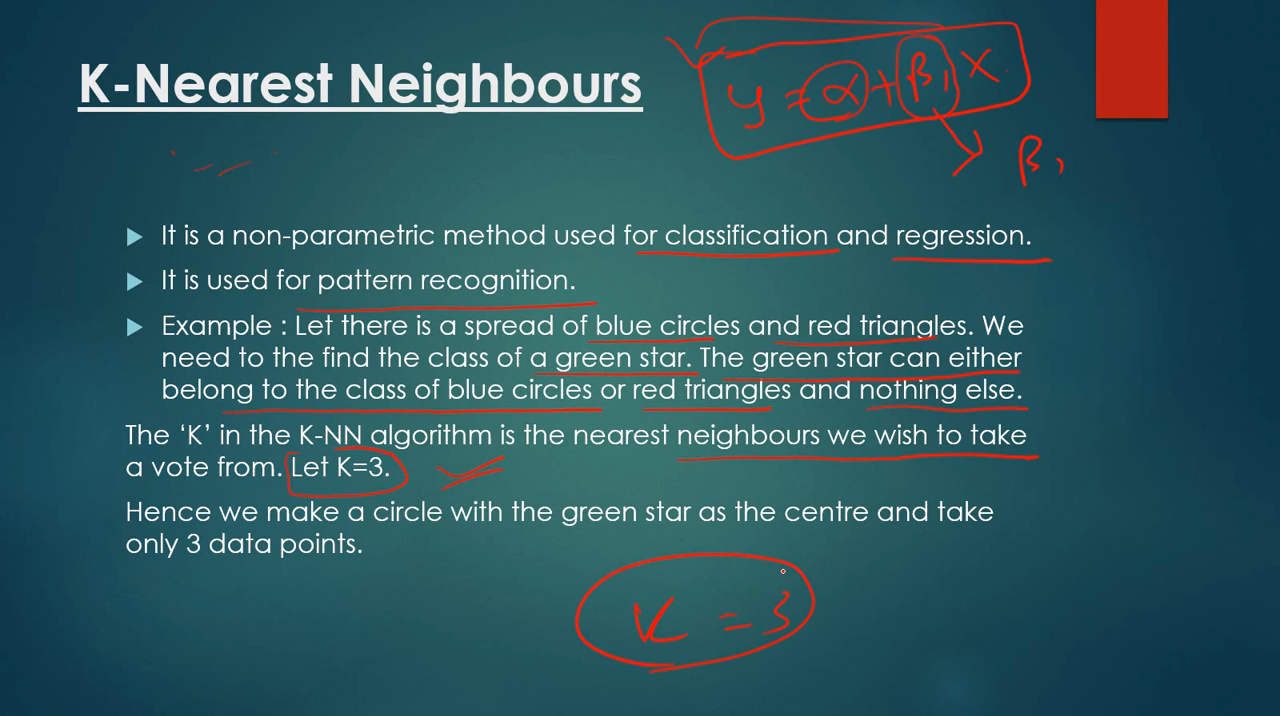 K-Nearest Neighbours
y = α + β₁ X
β₁
It is a non-parametric method used for classification and regression.
It is used for pattern recognition.
Example : Let there is a spread of blue circles and red triangles. We
need to the find the class of a green star. The green star can either
belong to the class of blue circles or red triangles and nothing else.
The ‘K’ in the K-NN algorithm is the nearest neighbours we wish to take
a vote from. Let K=3.
Hence we make a circle with the green star as the centre and take
only 3 data points.
K = 3